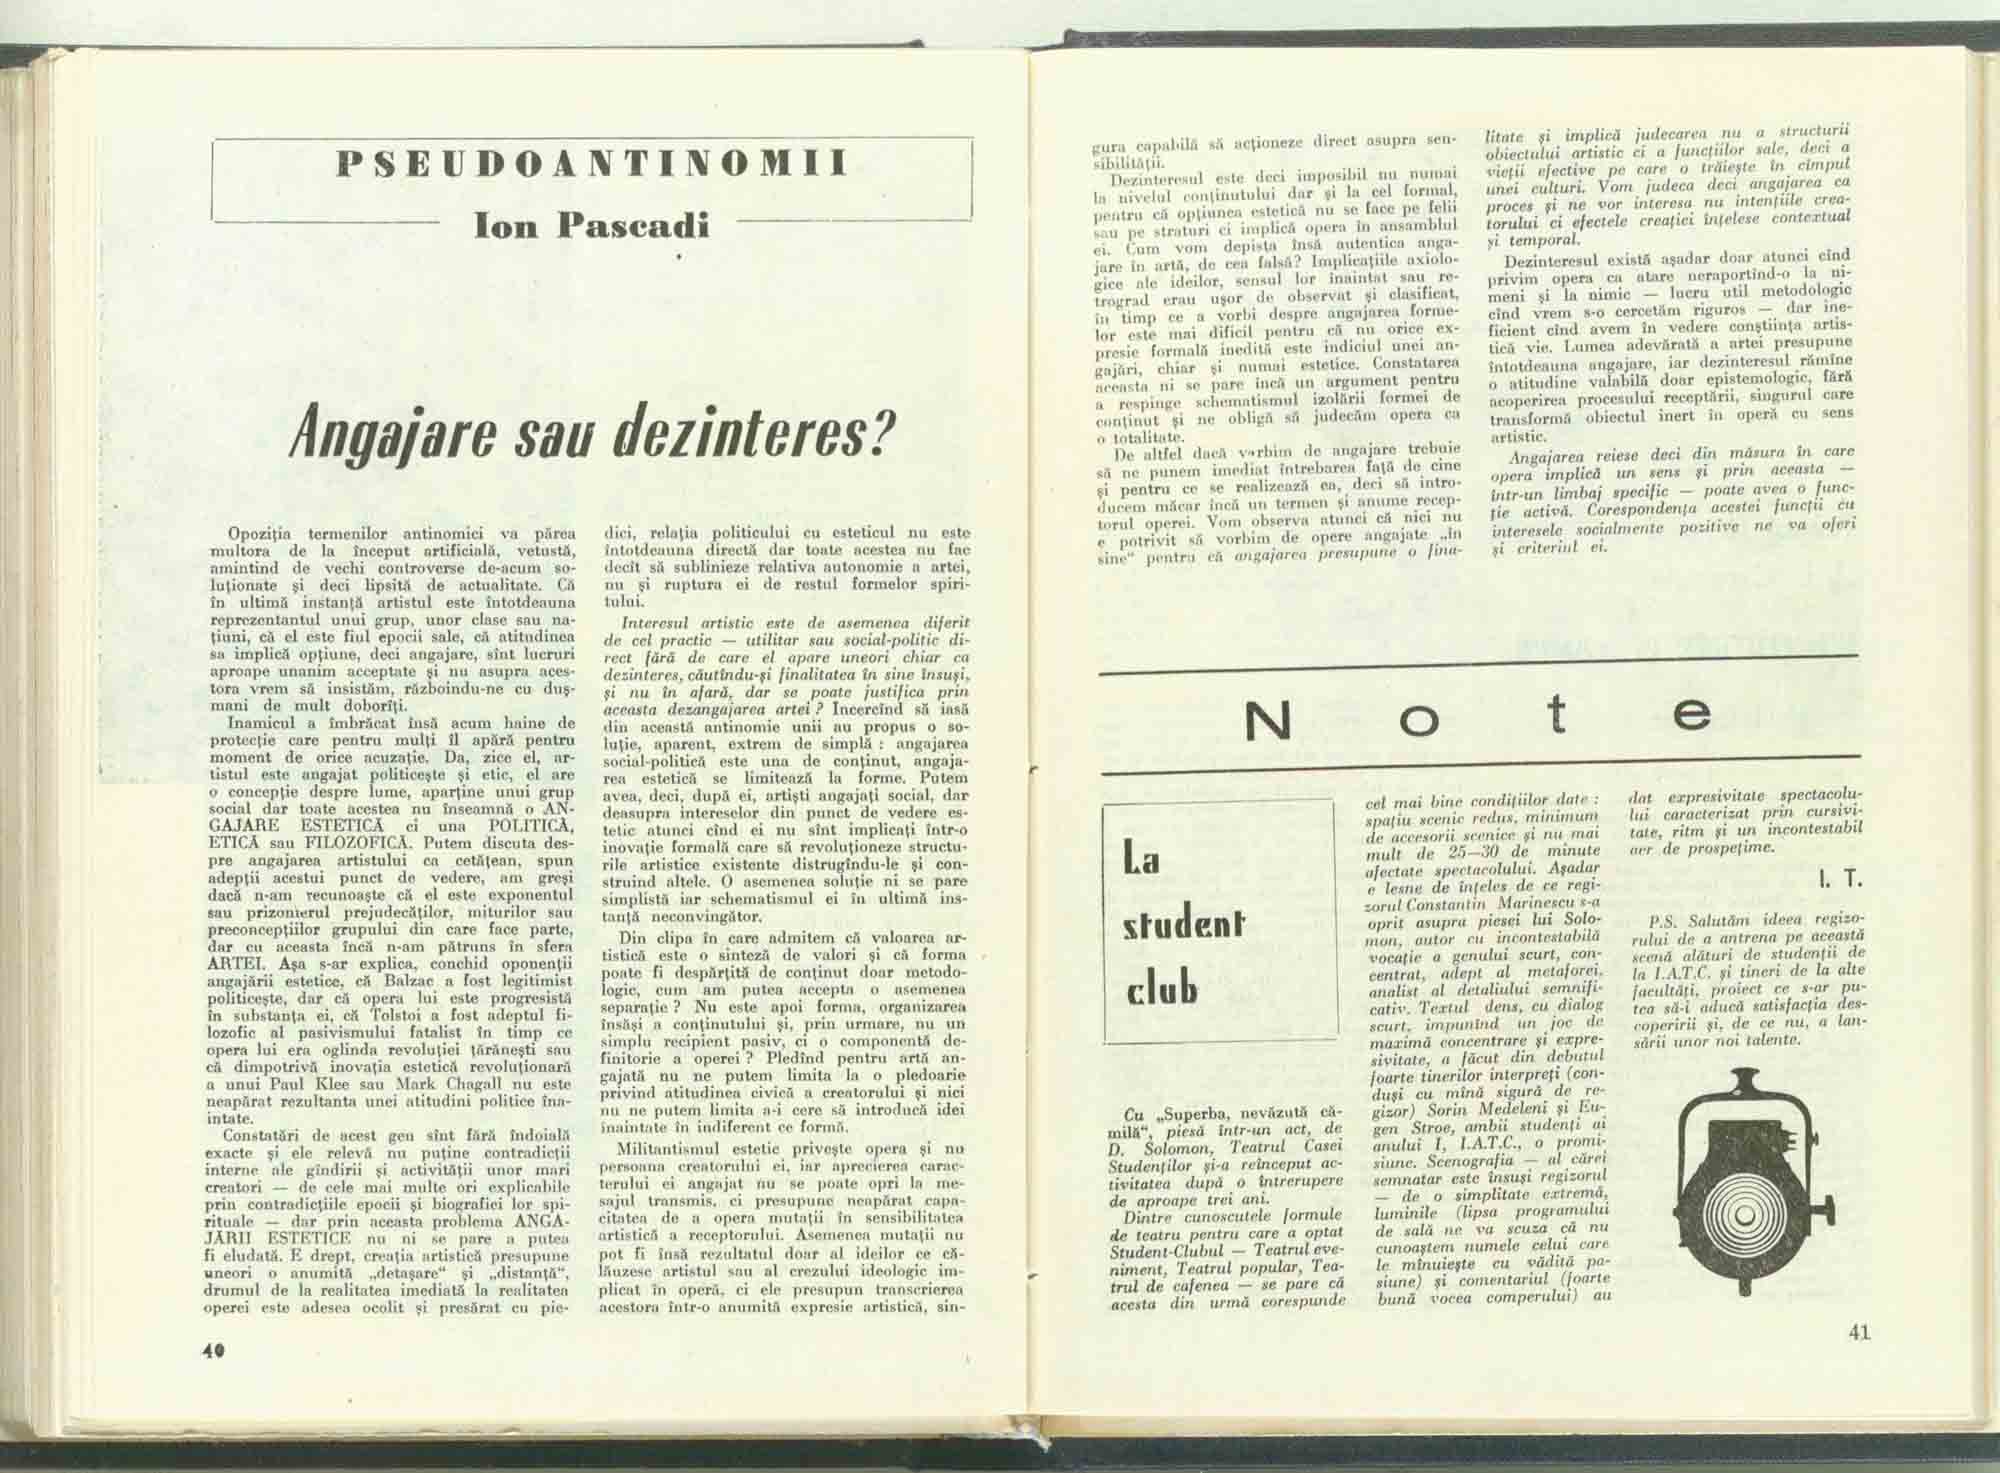 PSEUDOANTINOMII
Ion Pascadi
Angajare sau dezinteres?
Opoziția termenilor antinomici va părea
multora de la început artificială, vetustă,
amintind de vechi controverse de-acum so-
luționate și deci lipsită de actualitate. Că
în ultimă instanță artistul este întotdeauna
reprezentantul unui grup, unor clase sau na-
țiuni, că el este fiul epocii sale, că atitudinea
sa implică opțiune, deci angajare, sînt lucruri
aproape unanim acceptate și nu asupra aces-
tora vrem să insistăm, războindu-ne cu duș-
mani de mult doborîți.
Inamicul a îmbrăcat însă acum haine de
protecție care pentru mulți îl apără pentru
moment de orice acuzație. Da, zice el, ar-
tistul este angajat politicește și etic, el are
o concepție despre lume, aparține unui grup
social dar toate acestea nu înseamnă o AN-
GAJARE ESTETICĂ ci una POLITICĂ,
ETICĂ sau FILOZOFICĂ. Putem discuta des-
pre angajarea artistului ca cetățean, spun
adepții acestui punct de vedere, am greși
dacă n-am recunoaște că el este exponentul
sau prizonierul prejudecăților, miturilor sau
preconcepțiilor grupului din care face parte,
dar cu aceasta încă n-am pătruns în sfera
ARTEI. Așa s-ar explica, conchid oponenții
angajării estetice, că Balzac a fost legitimist
politicește, dar că opera lui este progresistă
în substanța ei, că Tolstoi a fost adeptul fi-
lozofic al pasivismului fatalist în timp ce
opera lui era oglinda revoluției țărănești sau
că dimpotrivă inovația estetică revoluționară
a unui Paul Klee sau Mark Chagall nu este
neapărat rezultanta unei atitudini politice îna-
intate.
Constatări de acest gen sînt fără îndoială
exacte și ele relevă nu puține contradicții
interne ale gîndirii și activității unor mari
creatori — de cele mai multe ori explicabile
prin contradicțiile epocii și biografiei lor spi-
rituale — dar prin aceasta problema ANGA-
JĂRII ESTETICE nu ni se pare a putea
fi eludată. E drept, creația artistică presupune
uneori o anumită „detașare“ și „distanță“,
drumul de la realitatea imediată la realitatea
operei este adesea ocolit și presărat cu pie-
dici, relația politicului cu esteticul nu este
întotdeauna directă dar toate acestea nu fac
decît să sublinieze relativa autonomie a artei,
nu și ruptura ei de restul formelor spiri-
tului.
Interesul artistic este de asemenea diferit
de cel practic — utilitar sau social-politic di-
rect fără de care el apare uneori chiar ca
dezinteres, căutîndu-și finalitatea în sine însuși,
și nu în afară, dar se poate justifica prin
aceasta dezangajarea artei ? Incercînd să iasă
din această antinomie unii au propus o so-
luție, aparent, extrem de simplă : angajarea
social-politică este una de conținut, angaja-
rea estetică se limitează la forme. Putem
avea, deci, după ei, artiști angajați social, dar
deasupra intereselor din punct de vedere es-
tetic atunci cînd ei nu sînt implicați într-o
inovație formală care să revoluționeze structu-
rile artistice existente distrugîndu-le și con-
struind altele. O asemenea soluție ni se pare
simplistă iar schematismul ei în ultimă ins-
tanță neconvingător.
Din clipa în care admitem că valoarea ar-
tistică este o sinteză de valori și că forma
poate fi despărțită de conținut doar metodo-
logic, cum am putea accepta o asemenea
separație ? Nu este apoi forma, organizarea
însăși a conținutului și, prin urmare, nu un
simplu recipient pasiv, ci o componentă de-
finitorie a operei ? Pledînd pentru artă an-
gajată nu ne putem limita la o pledoarie
privind atitudinea civică a creatorului și nici
nu ne putem limita a-i cere să introducă idei
înaintate în indiferent ce formă.
Militantismul estetic privește opera și nu
persoana creatorului ei, iar aprecierea carac-
terului ei angajat nu se poate opri la me-
sajul transmis, ci presupune neapărat capa-
citatea de a opera mutații în sensibilitatea
artistică a receptorului. Asemenea mutații nu
pot fi însă rezultatul doar al ideilor ce că-
lăuzesc artistul sau al crezului ideologic im-
plicat în operă, ci ele presupun transcrierea
acestora într-o anumită expresie artistică, sin-
40
gura capabilă să acționeze direct asupra sen-
sibilității.
Dezinteresul este deci imposibil nu numai
la nivelul conținutului dar și la cel formal,
pentru că opțiunea estetică nu se face pe felii
sau pe straturi ci implică opera în ansamblul
ei. Cum vom depista însă autentica anga-
jare în artă, de cea falsă? Implicațiile axiolo-
gice ale ideilor, sensul lor înaintat sau re-
trograd erau ușor de observat și clasificat,
în timp ce a vorbi despre angajarea forme-
lor este mai dificil pentru că nu orice ex-
presie formală inedită este indiciul unei an-
gajări, chiar și numai estetice. Constatarea
aceasta ni se pare încă un argument pentru
a respinge schematismul izolării formei de
conținut și ne obligă să judecăm opera ca
o totalitate.
De altfel dacă vorbim de angajare trebuie
să ne punem imediat întrebarea față de cine
și pentru ce se realizează ea, deci să intro-
ducem măcar încă un termen și anume recep-
torul operei. Vom observa atunci că nici nu
e potrivit să vorbim de opere angajate „în
sine“ pentru că angajarea presupune o fina-
litate și implică judecarea nu a structurii
obiectului artistic ci a funcțiilor sale, deci a
vieții efective pe care o trăiește în cîmpul
unei culturi. Vom judeca deci angajarea ca
proces și ne vor interesa nu intențiile crea-
torului ci efectele creației înțelese contextual
și temporal.
Dezinteresul există așadar doar atunci cînd
privim opera ca atare neraportînd-o la ni-
meni și la nimic — lucru util metodologic
cînd vrem s-o cercetăm riguros — dar ine-
ficient cînd avem în vedere conștiința artis-
tică vie. Lumea adevărată a artei presupune
întotdeauna angajare, iar dezinteresul rămîne
o atitudine valabilă doar epistemologic, fără
acoperirea procesului receptării, singurul care
transformă obiectul inert în operă cu sens
artistic.
Angajarea reiese deci din măsura în care
opera implică un sens și prin aceasta —
într-un limbaj specific — poate avea o func-
ție activă. Corespondența acestei funcții cu
interesele socialmente pozitive ne va oferi
și criteriul ei.
Note
La
student
club
Cu „Superba, nevăzută că-
milă“, piesă într-un act, de
D. Solomon, Teatrul Casei
Studenților și-a reînceput ac-
tivitatea după o întrerupere
de aproape trei ani.
Dintre cunoscutele formule
de teatru pentru care a optat
Student-Clubul — Teatrul eve-
niment, Teatrul popular, Tea-
trul de cafenea — se pare că
acesta din urmă corespunde
cel mai bine condițiilor date :
spațiu scenic redus, minimum
de accesorii scenice și nu mai
mult de 25—30 de minute
afectate spectacolului. Așadar
e lesne de înțeles de ce regi-
zorul Constantin Marinescu s-a
oprit asupra piesei lui Solo-
mon, autor cu incontestabilă
vocație a genului scurt, con-
centrat, adept al metaforei,
analist al detaliului semnifi-
cativ. Textul dens, cu dialog
scurt, impunînd un joc de
maximă concentrare și expre-
sivitate, a făcut din debutul
foarte tinerilor interpreți (con-
duși cu mînă sigură de re-
gizor) Sorin Medeleni și Eu-
gen Stroe, ambii studenți ai
anului I, I.A.T.C., o promi-
siune. Scenografia — al cărei
semnatar este însuși regizorul
— de o simplitate extremă,
luminile (lipsa programului
de sală ne va scuza că nu
cunoaștem numele celui care
le mînuiește cu vădită pa-
siune) și comentariul (foarte
bună vocea comperului) au
dat expresivitate spectacolu-
lui caracterizat prin cursivi-
tate, ritm și un incontestabil
aer de prospețime.
I. T.
P.S. Salutăm ideea regizo-
rului de a antrena pe această
scenă alături de studenții de
la I.A.T.C. și tineri de la alte
facultăți, proiect ce s-ar pu-
tea să-i aducă satisfacția des-
coperirii și, de ce nu, a lan-
sării unor noi talente.
41